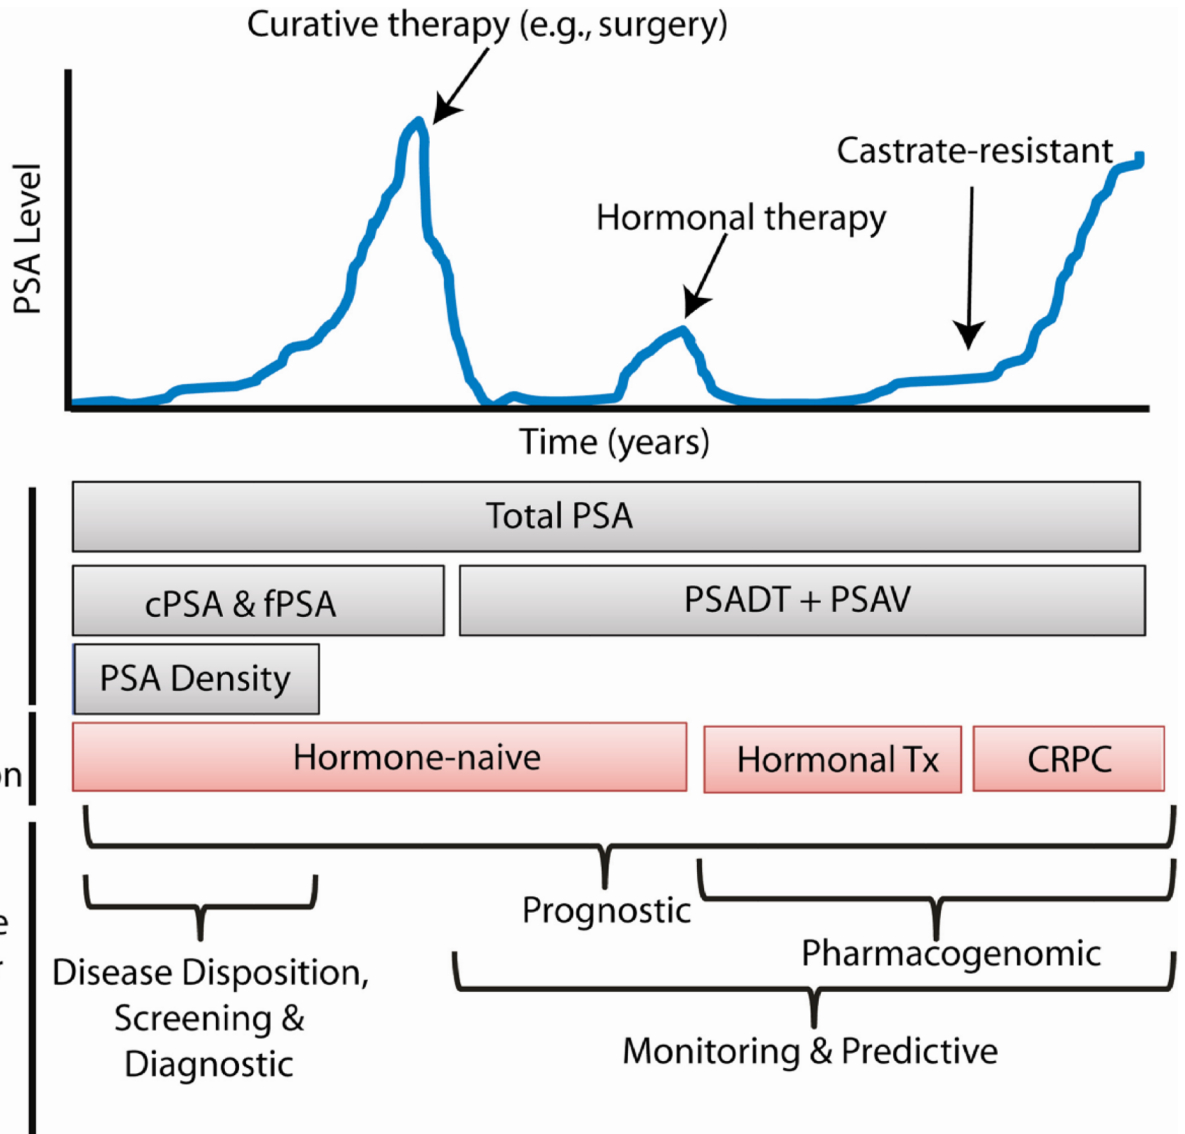 Curative therapy (e.g., surgery)
Castrate-resistant
Hormonal therapy
PSA Level
Time (years)
Total PSA
cPSA & fPSA
PSADT + PSAV
PSA Density
Hormone-naive
Hormonal Tx
CRPC
Prognostic
Pharmacogenomic
Disease Disposition,
Screening &
Diagnostic
Monitoring & Predictive